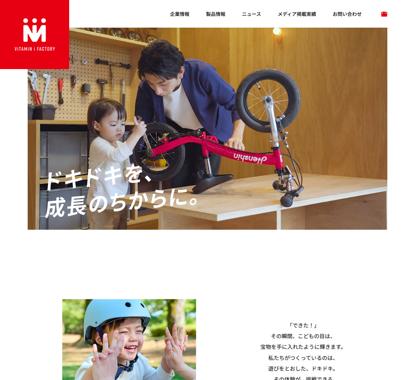 企業情報 製品情報 ニュース メディア掲載実績 お問い合わせ
VITAMIN i FACTORY
henshin
ドキドキを、
成長のちからに。
「できた！」
その瞬間、こどもの目は、
宝物を手に入れたように輝きます。
私たちがつくっているのは、
遊びをとおした、ドキドキ。
その体験が、挑戦できる